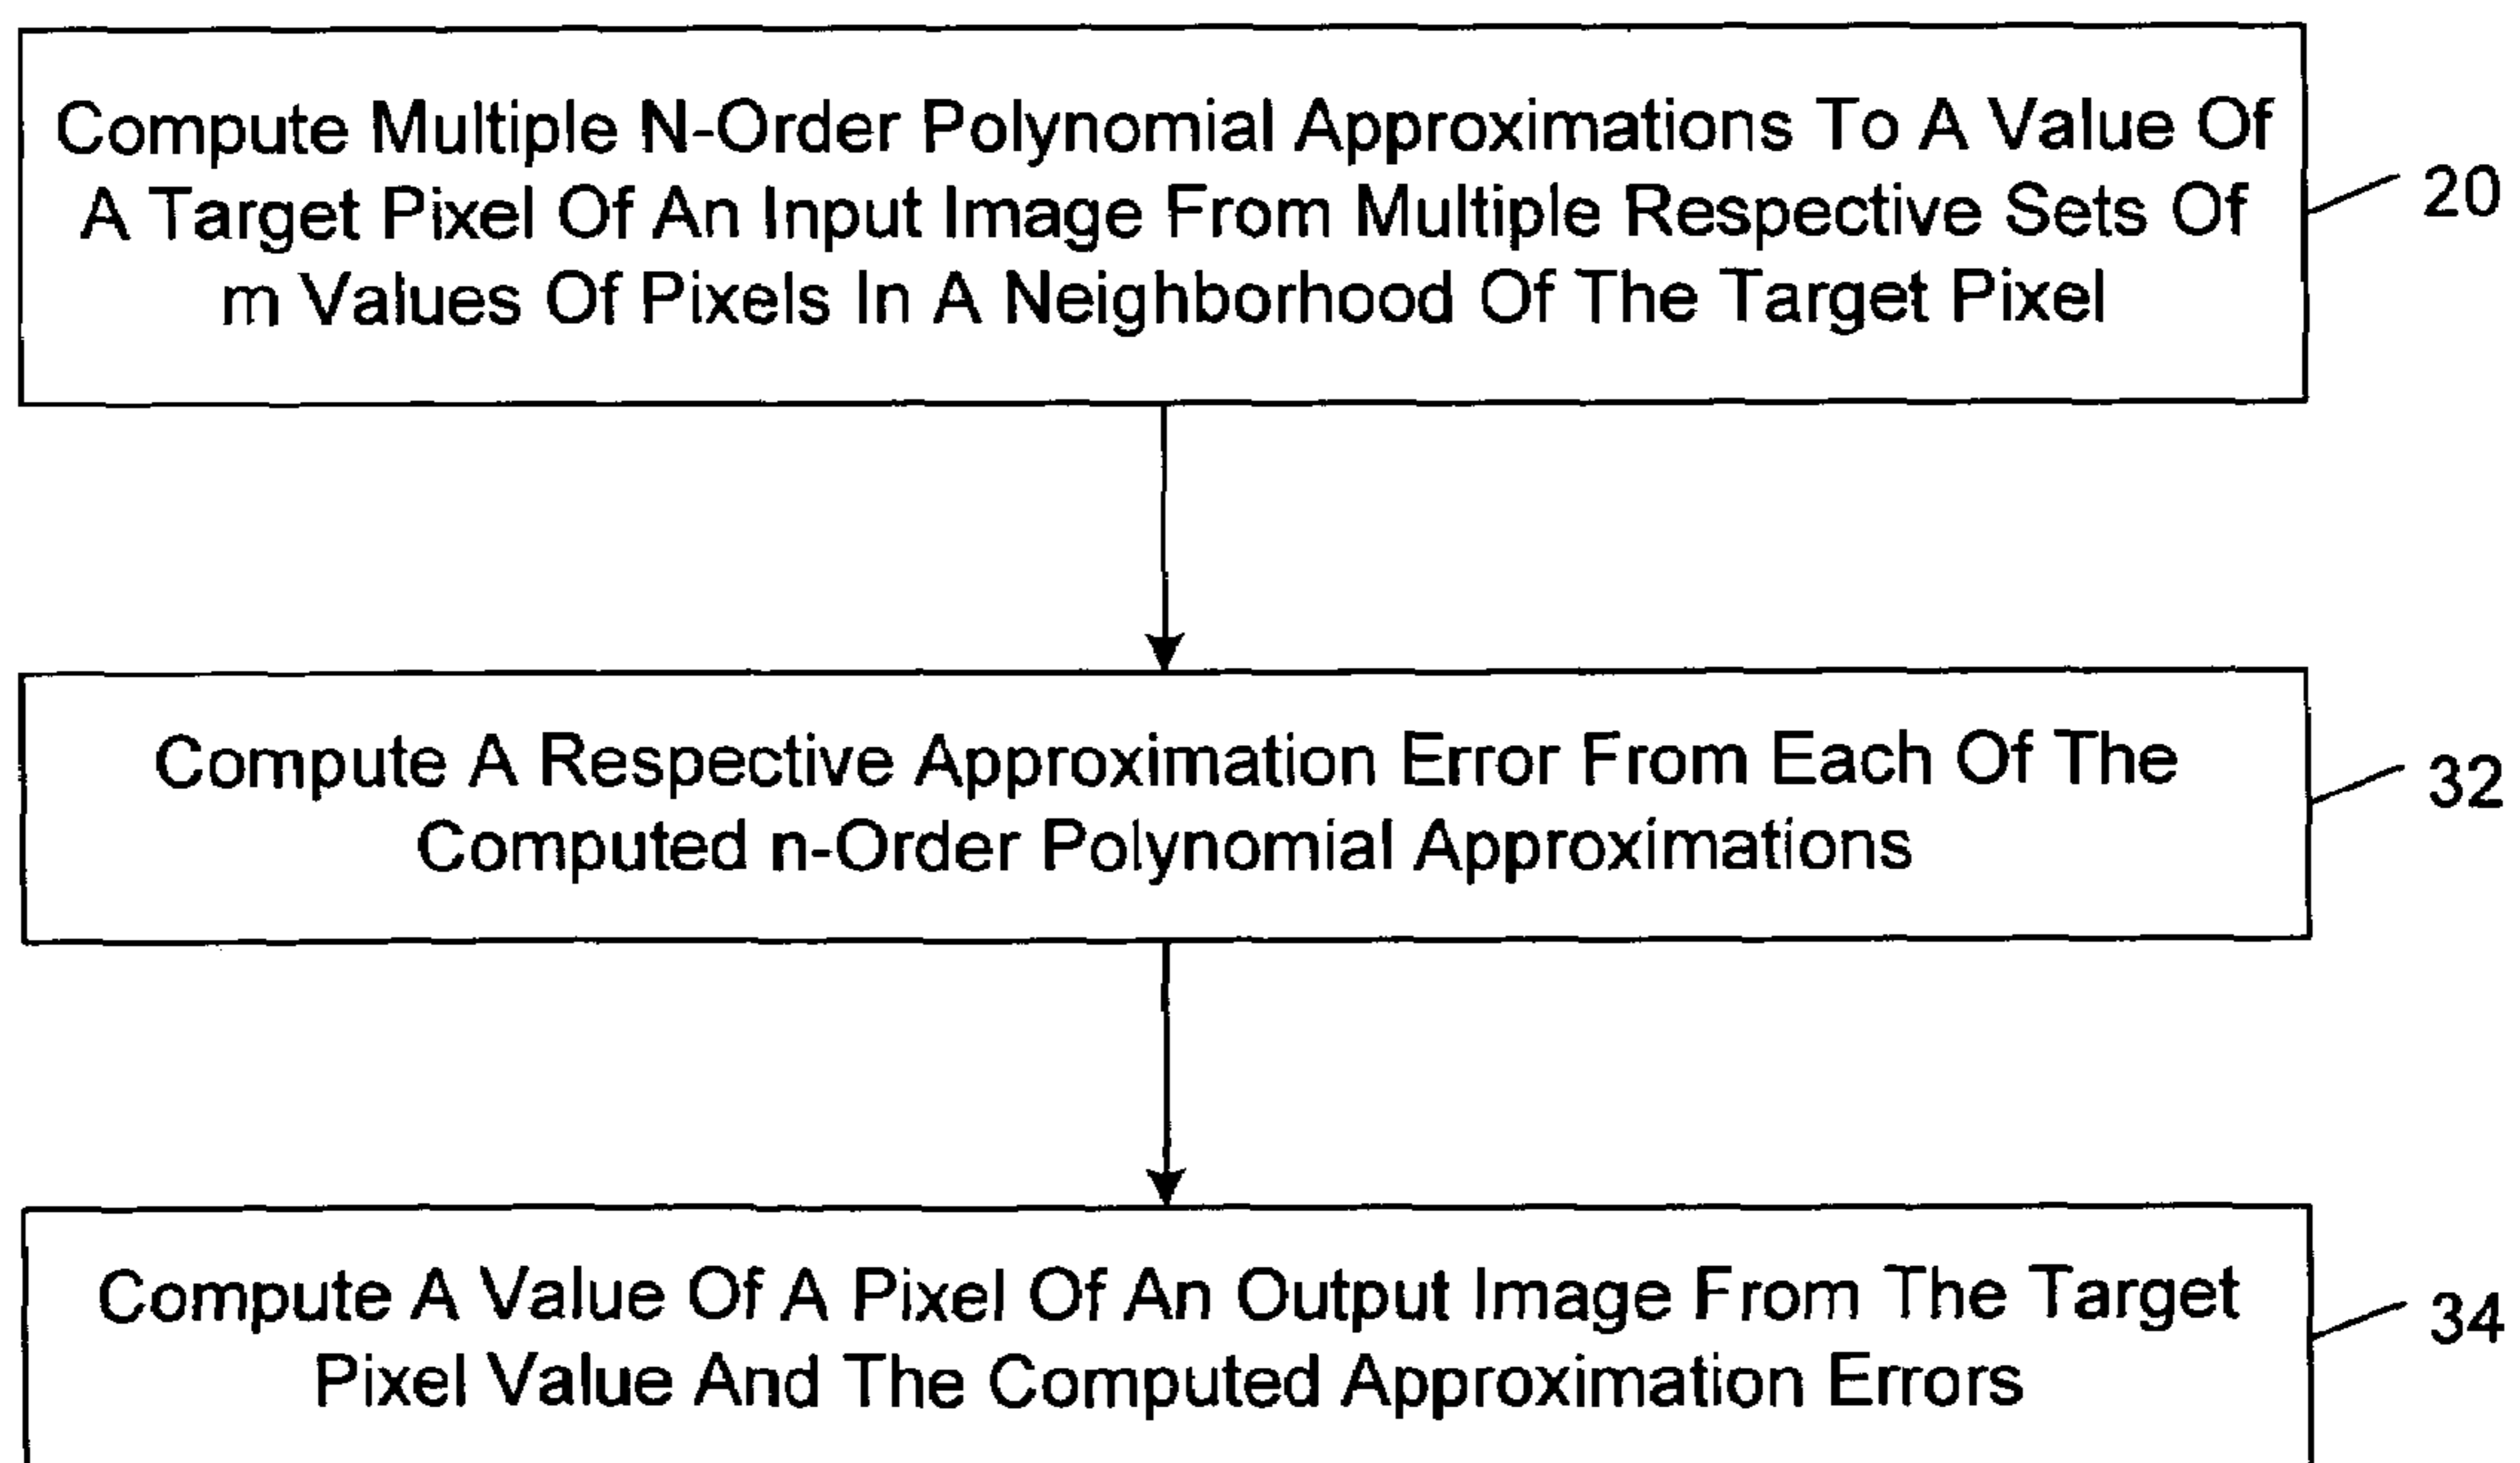 Compute Multiple N-Order Polynomial Approximations To A Value Of
A Target Pixel Of An Input Image From Multiple Respective Sets Of
m Values Of Pixels In A Neighborhood Of The Target Pixel
20
Compute A Respective Approximation Error From Each Of The
Computed n-Order Polynomial Approximations
32
Compute A Value Of A Pixel Of An Output Image From The Target
Pixel Value And The Computed Approximation Errors
34